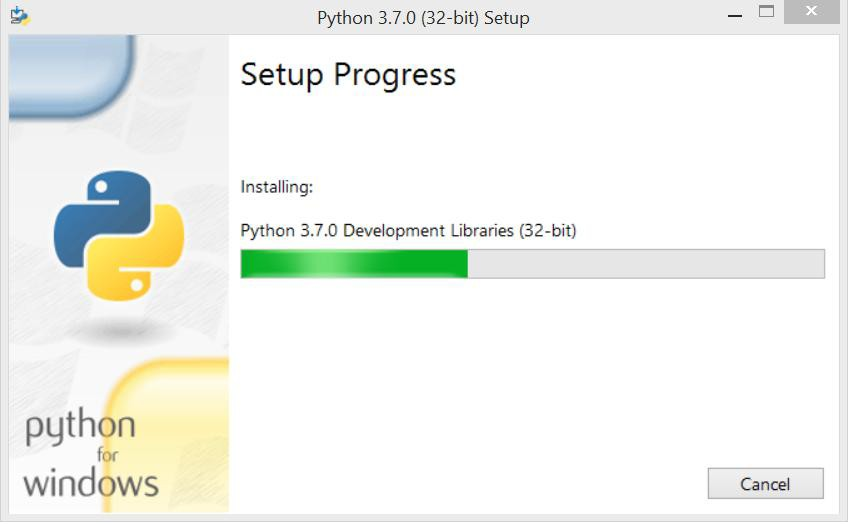 Python 3.7.0 (32-bit) Setup
Setup Progress
Installing:
Python 3.7.0 Development Libraries (32-bit)
python
for
windows
Cancel